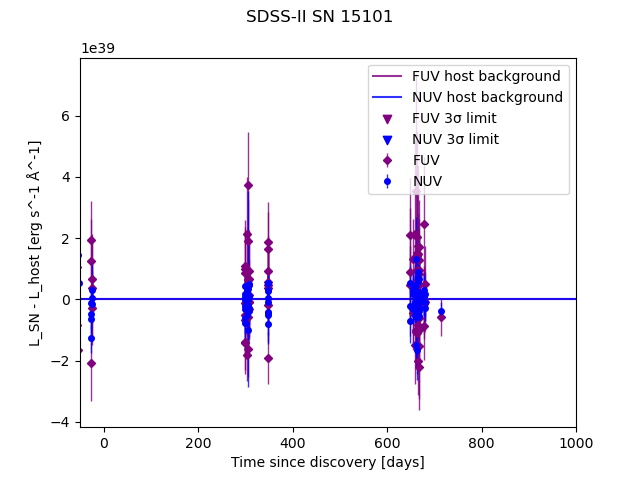 SDSS-II SN 15101
1e39
FUV host background
NUV host background
FUV 3σ limit
NUV 3σ limit
FUV
NUV
6
4
2
0
−2
−4
L_SN - L_host [erg s^-1 Å^-1]
0 200 400 600 800 1000
Time since discovery [days]